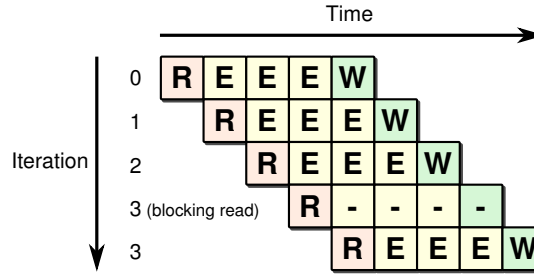 Time
0 R E E E W
1 R E E E W
Iteration
2 R E E E W
3 (blocking read) R - - - -
3 R E E E W